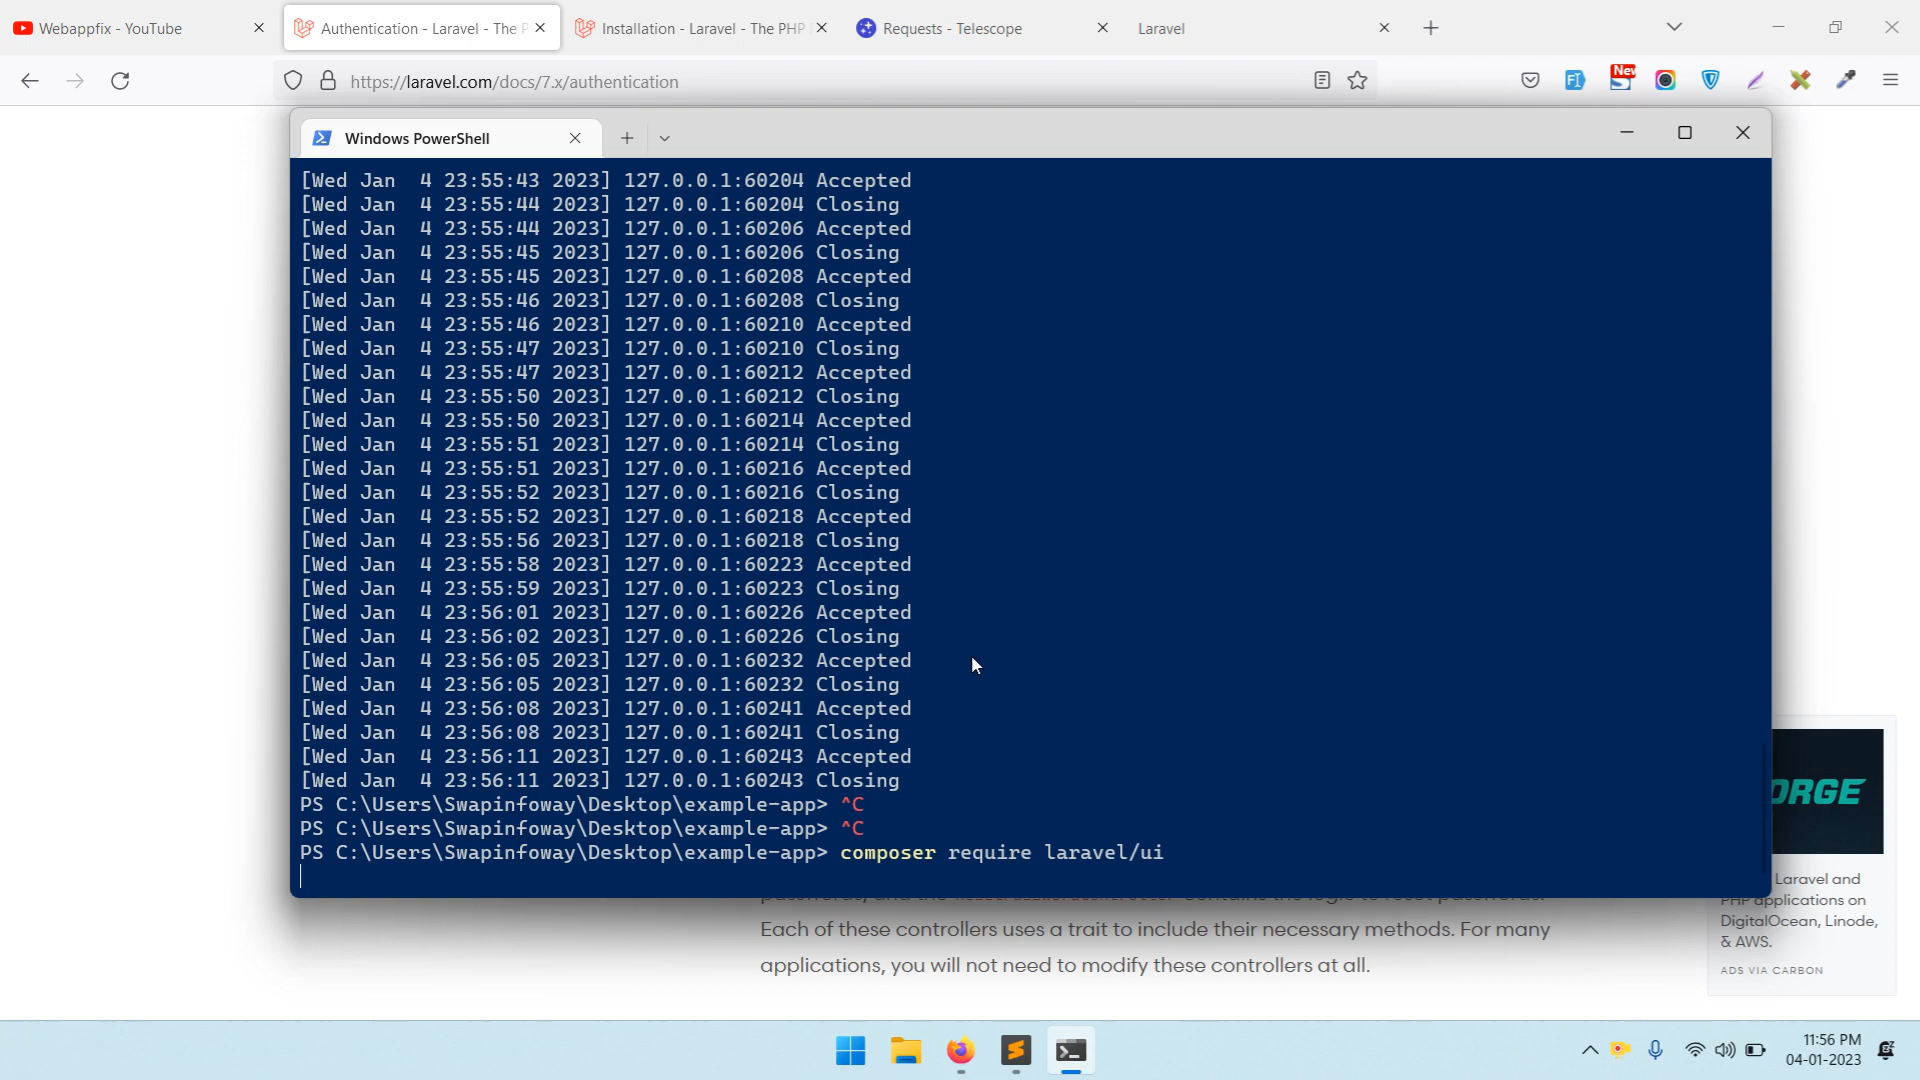 Webappfix - YouTube
Authentication - Laravel - The P
Installation - Laravel - The PHP
Requests - Telescope
Laravel
https://laravel.com/docs/7.x/authentication
New
Windows PowerShell
[Wed Jan  4 23:55:43 2023] 127.0.0.1:60204 Accepted
[Wed Jan  4 23:55:44 2023] 127.0.0.1:60204 Closing
[Wed Jan  4 23:55:44 2023] 127.0.0.1:60206 Accepted
[Wed Jan  4 23:55:45 2023] 127.0.0.1:60206 Closing
[Wed Jan  4 23:55:45 2023] 127.0.0.1:60208 Accepted
[Wed Jan  4 23:55:46 2023] 127.0.0.1:60208 Closing
[Wed Jan  4 23:55:46 2023] 127.0.0.1:60210 Accepted
[Wed Jan  4 23:55:47 2023] 127.0.0.1:60210 Closing
[Wed Jan  4 23:55:47 2023] 127.0.0.1:60212 Accepted
[Wed Jan  4 23:55:50 2023] 127.0.0.1:60212 Closing
[Wed Jan  4 23:55:50 2023] 127.0.0.1:60214 Accepted
[Wed Jan  4 23:55:51 2023] 127.0.0.1:60214 Closing
[Wed Jan  4 23:55:51 2023] 127.0.0.1:60216 Accepted
[Wed Jan  4 23:55:52 2023] 127.0.0.1:60216 Closing
[Wed Jan  4 23:55:52 2023] 127.0.0.1:60218 Accepted
[Wed Jan  4 23:55:56 2023] 127.0.0.1:60218 Closing
[Wed Jan  4 23:55:58 2023] 127.0.0.1:60223 Accepted
[Wed Jan  4 23:55:59 2023] 127.0.0.1:60223 Closing
[Wed Jan  4 23:56:01 2023] 127.0.0.1:60226 Accepted
[Wed Jan  4 23:56:02 2023] 127.0.0.1:60226 Closing
[Wed Jan  4 23:56:05 2023] 127.0.0.1:60232 Accepted
[Wed Jan  4 23:56:05 2023] 127.0.0.1:60232 Closing
[Wed Jan  4 23:56:08 2023] 127.0.0.1:60241 Accepted
[Wed Jan  4 23:56:08 2023] 127.0.0.1:60241 Closing
[Wed Jan  4 23:56:11 2023] 127.0.0.1:60243 Accepted
[Wed Jan  4 23:56:11 2023] 127.0.0.1:60243 Closing
PS C:\Users\Swapinfoway\Desktop\example-app> ^C
PS C:\Users\Swapinfoway\Desktop\example-app> ^C
PS C:\Users\Swapinfoway\Desktop\example-app> composer require laravel/ui
Each of these controllers uses a trait to include their necessary methods. For many
applications, you will not need to modify these controllers at all.
ORGE
Laravel and
PHP applications on
DigitalOcean, Linode,
& AWS.
ADS VIA CARBON
11:56 PM
04-01-2023